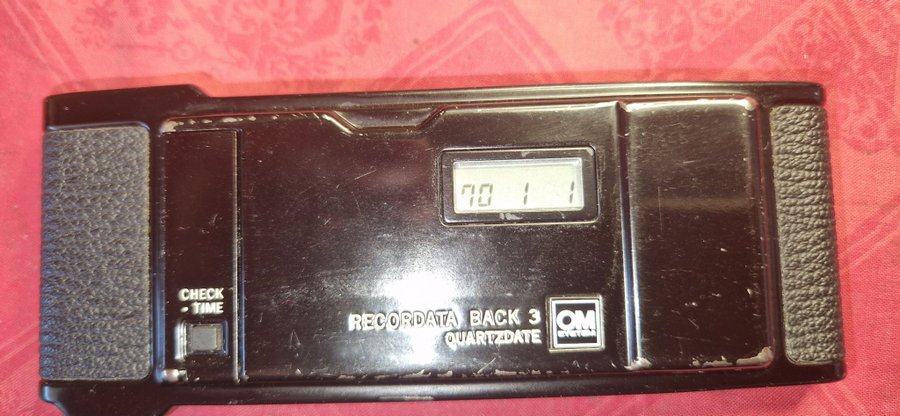 70 1 1
CHECK
- TIME
RECORDATA BACK 3
QUARTZDATE
OM
SYSTEM